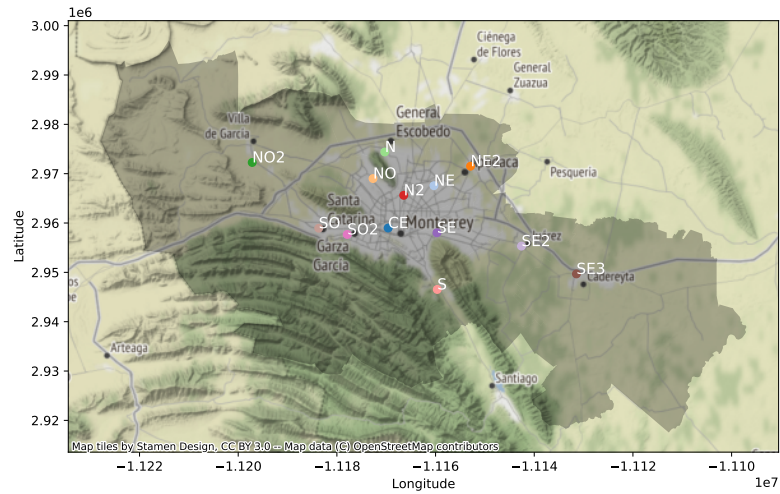 1e6
3.00
2.99
2.98
2.97
2.96
2.95
2.94
2.93
2.92
Latitude
Ciénega
de Flores
General
Zuazua
Villa
de Garcia
General
Escobedo
N
NO2
NE2
Pesquería
NO
NE
N2
Santa
Catarina
SO
SO2
CE
Monterrey
SE
SE2
Garza
García
SE3
Cadereyta
S
Arteaga
Santiago
Map tiles by Stamen Design, CC BY 3.0 -- Map data (C) OpenStreetMap contributors
−1.122
−1.120
−1.118
−1.116
−1.114
−1.112
−1.110
1e7
Longitude